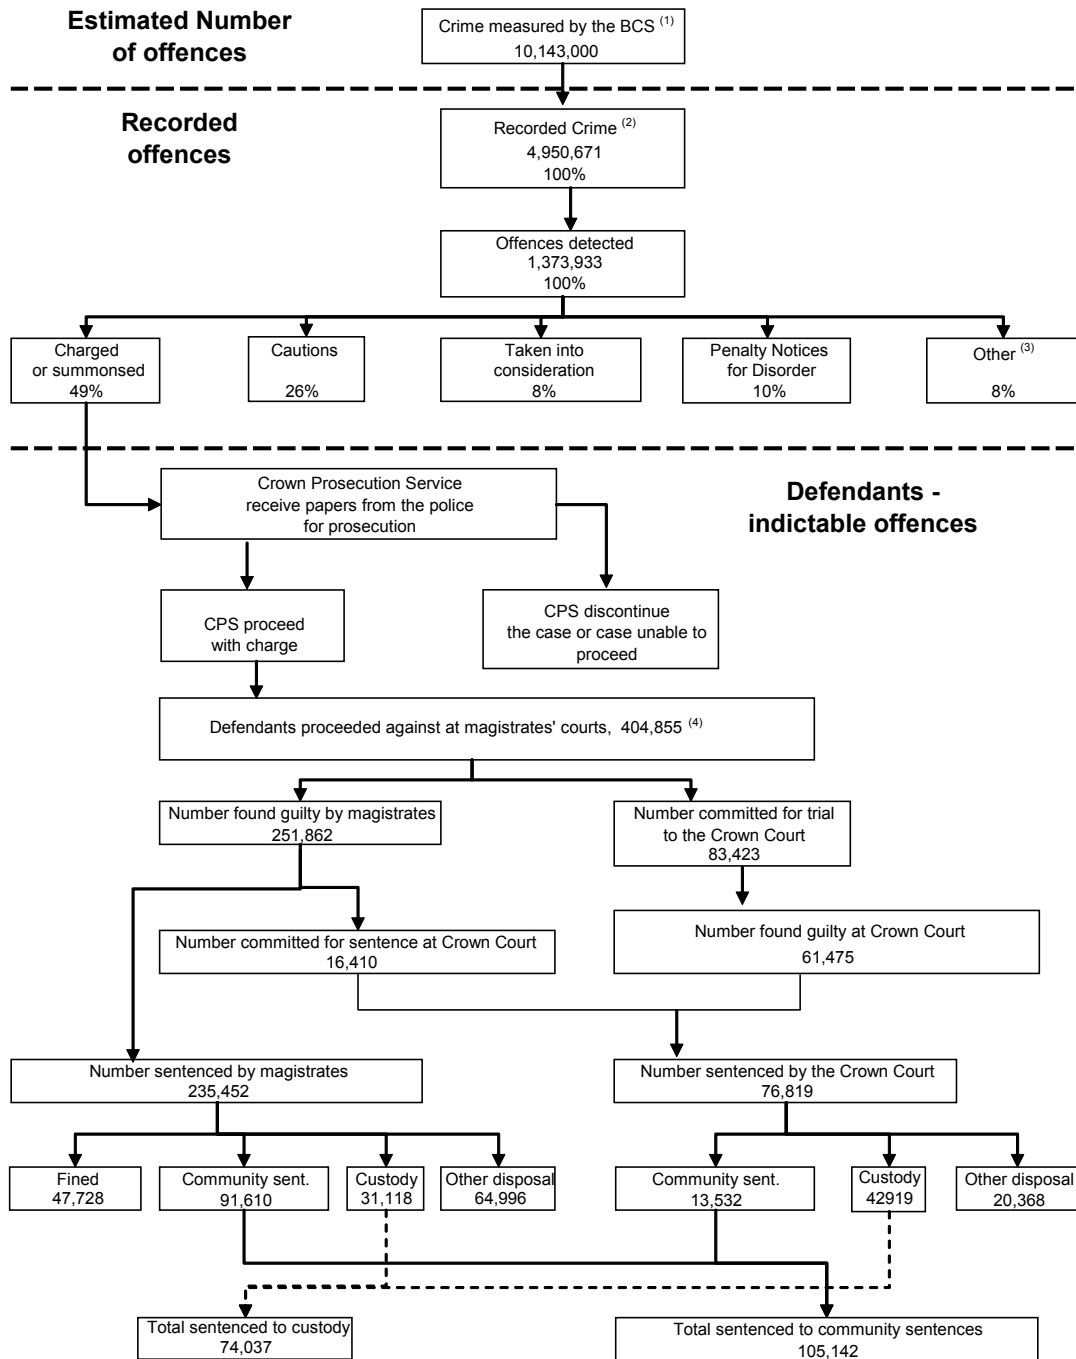 Estimated Number
of offences
Crime measured by the BCS (1)
10,143,000
Recorded
offences
Recorded Crime (2)
4,950,671
100%
Offences detected
1,373,933
100%
Charged
or summonsed
49%
Cautions
26%
Taken into
consideration
8%
Penalty Notices
for Disorder
10%
Other (3)
8%
Defendants -
indictable offences
Crown Prosecution Service
receive papers from the police
for prosecution
CPS proceed
with charge
CPS discontinue
the case or case unable to
proceed
Defendants proceeded against at magistrates' courts, 404,855 (4)
Number found guilty by magistrates
251,862
Number committed for trial
to the Crown Court
83,423
Number committed for sentence at Crown Court
16,410
Number found guilty at Crown Court
61,475
Number sentenced by magistrates
235,452
Number sentenced by the Crown Court
76,819
Fined
47,728
Community sent.
91,610
Custody
31,118
Other disposal
64,996
Community sent.
13,532
Custody
42919
Other disposal
20,368
Total sentenced to custody
74,037
Total sentenced to community sentences
105,142